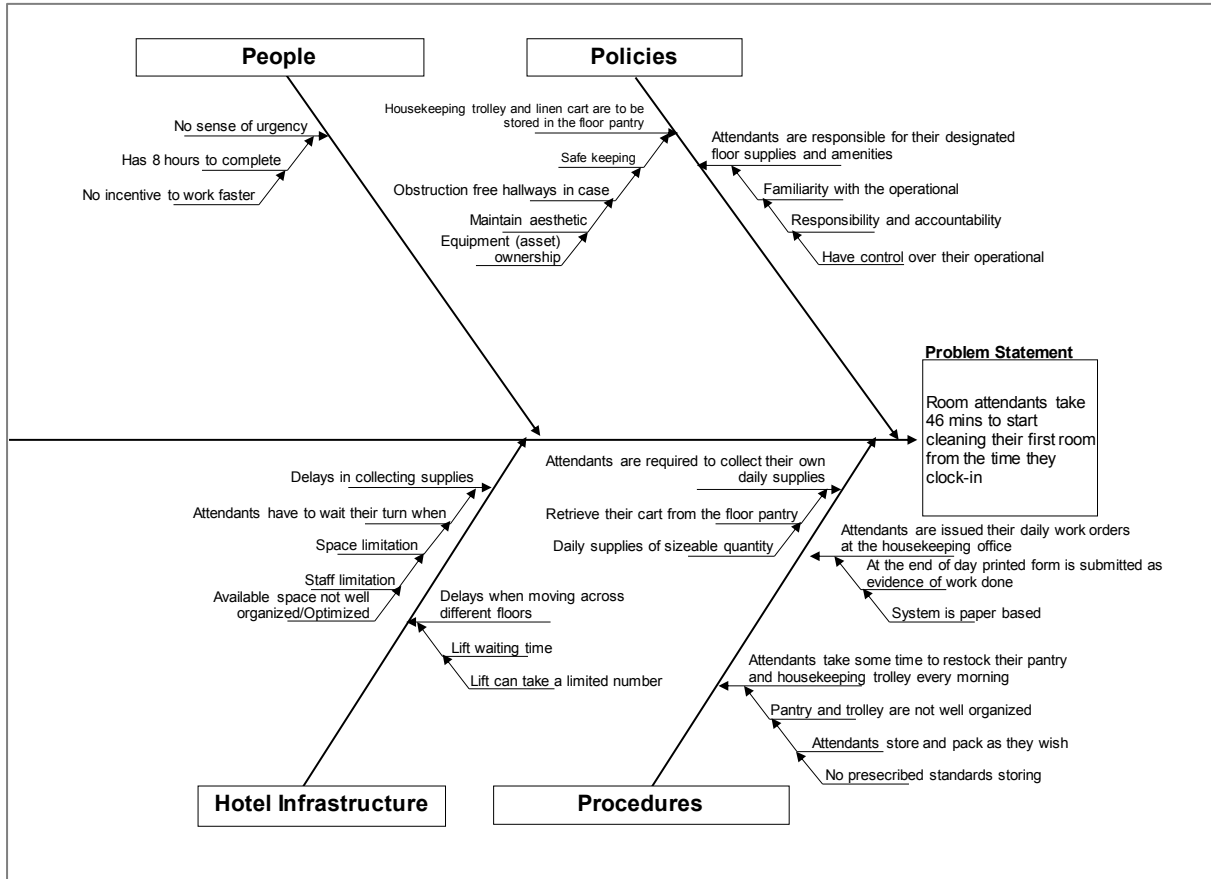 People
Policies
No sense of urgency
Has 8 hours to complete
No incentive to work faster
Housekeeping trolley and linen cart are to be
stored in the floor pantry
Safe keeping
Obstruction free hallways in case
Maintain aesthetic
Equipment (asset)
ownership
Attendants are responsible for their designated
floor supplies and amenities
Familiarity with the operational
Responsibility and accountability
Have control over their operational
Problem Statement
Room attendants take
46 mins to start
cleaning their first room
from the time they
clock-in
Delays in collecting supplies
Attendants have to wait their turn when
Space limitation
Staff limitation
Available space not well
organized/Optimized
Delays when moving across
different floors
Lift waiting time
Lift can take a limited number
Attendants are required to collect their own
daily supplies
Retrieve their cart from the floor pantry
Daily supplies of sizeable quantity
Attendants are issued their daily work orders
at the housekeeping office
At the end of day printed form is submitted as
evidence of work done
System is paper based
Attendants take some time to restock their pantry
and housekeeping trolley every morning
Pantry and trolley are not well organized
Attendants store and pack as they wish
No presecribed standards storing
Hotel Infrastructure
Procedures